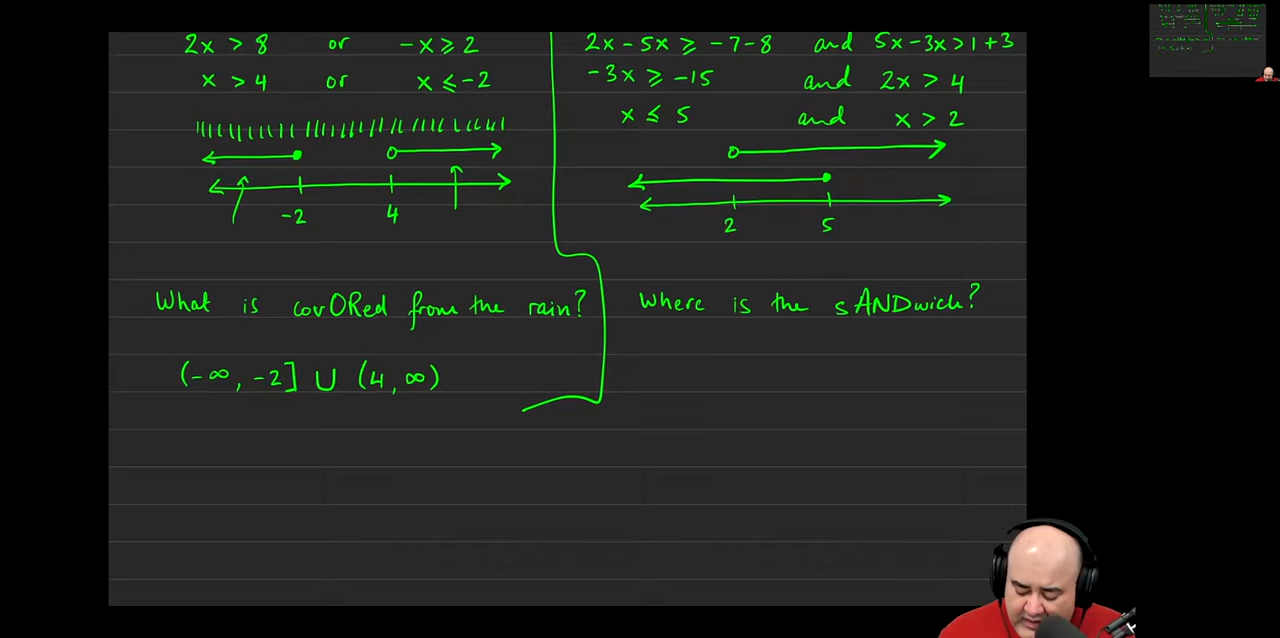 2x > 8 or -x ⩾ 2
x > 4 or x ⩽ -2
-2 4
What is covORed from the rain?
(-∞, -2] ∪ (4, ∞)
2x - 5x ⩾ -7 - 8 and 5x - 3x > 1 + 3
-3x ⩾ -15 and 2x > 4
x ⩽ 5 and x > 2
2 5
Where is the sANDwich?